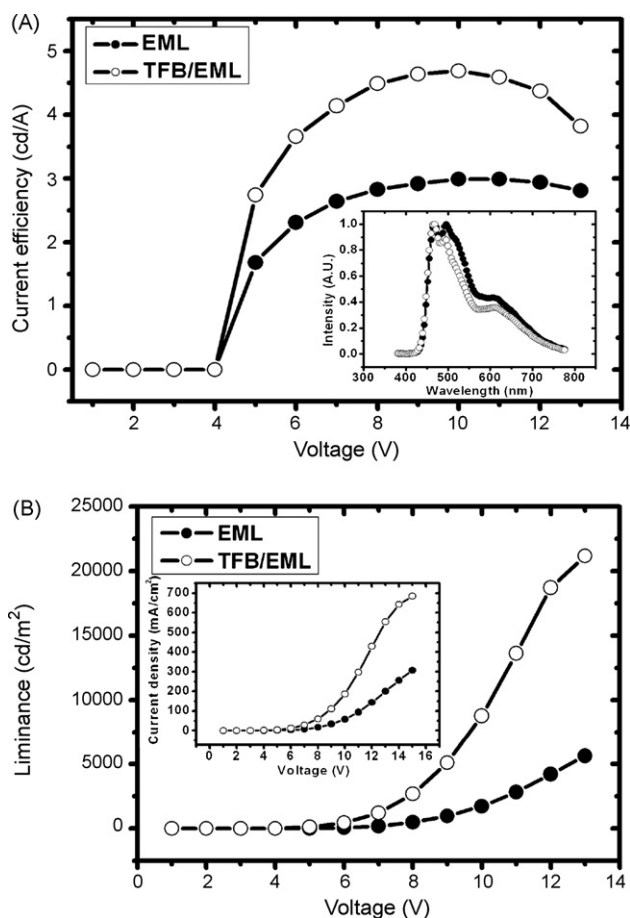 (A)
Current efficiency (cd/A)
5
4
3
2
1
0
EML
TFB/EML
Intensity (A.U.)
1.0
0.8
0.6
0.4
0.2
0.0
300 400 500 600 700 800
Wavelength (nm)
2 4 6 8 10 12 14
Voltage (V)
(B)
Liminance (cd/m²)
25000
20000
15000
10000
5000
0
EML
TFB/EML
Current density (mA/cm²)
700
600
500
400
300
200
100
0
0 2 4 6 8 10 12 14 16
Voltage (V)
0 2 4 6 8 10 12 14
Voltage (V)